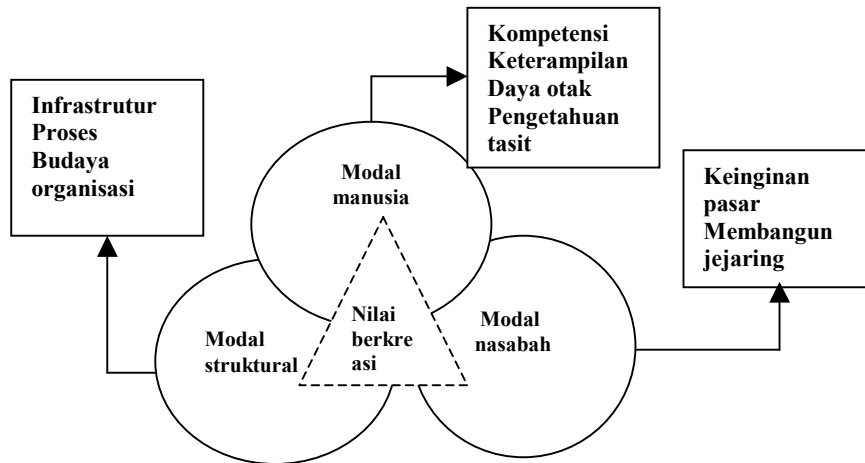 Kompetensi
Keterampilan
Daya otak
Pengetahuan
tasit
Infrastrutur
Proses
Budaya
organisasi
Modal
manusia
Keinginan
pasar
Membangun
jejaring
Modal
struktural
Nilai
berkre
asi
Modal
nasabah